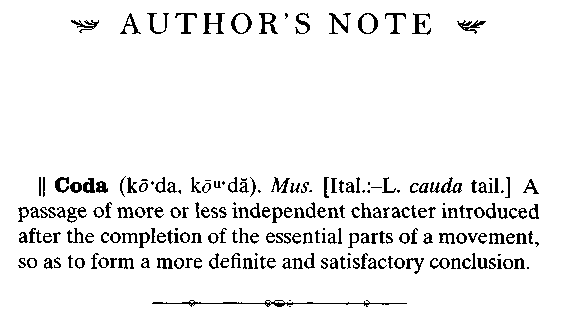 AUTHOR'S NOTE
‖ Coda (kō·da, kōᵘ·dă). Mus. [Ital.:–L. cauda tail.] A
passage of more or less independent character introduced
after the completion of the essential parts of a movement,
so as to form a more definite and satisfactory conclusion.